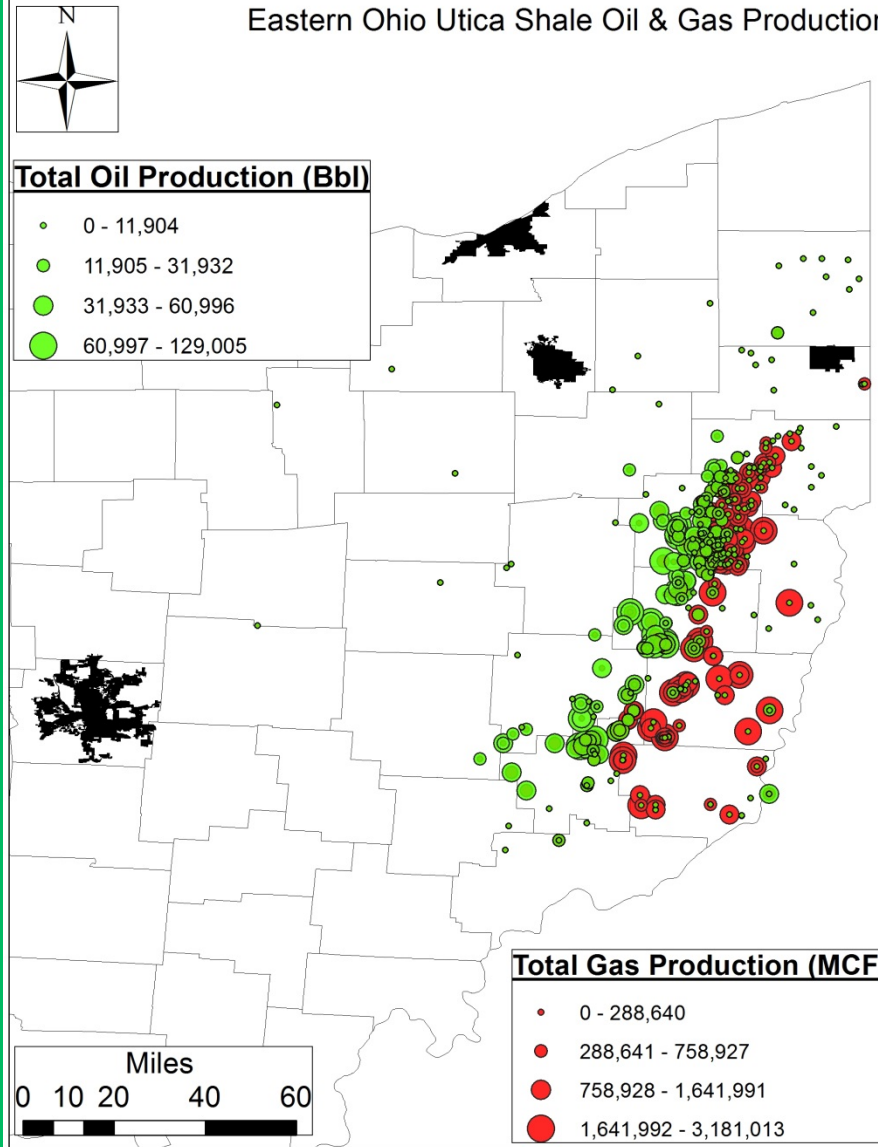 Eastern Ohio Utica Shale Oil & Gas Production
N
Total Oil Production (Bbl)
0 - 11,904
11,905 - 31,932
31,933 - 60,996
60,997 - 129,005
Total Gas Production (MCF
0 - 288,640
288,641 - 758,927
758,928 - 1,641,991
1,641,992 - 3,181,013
Miles
0 10 20 40 60